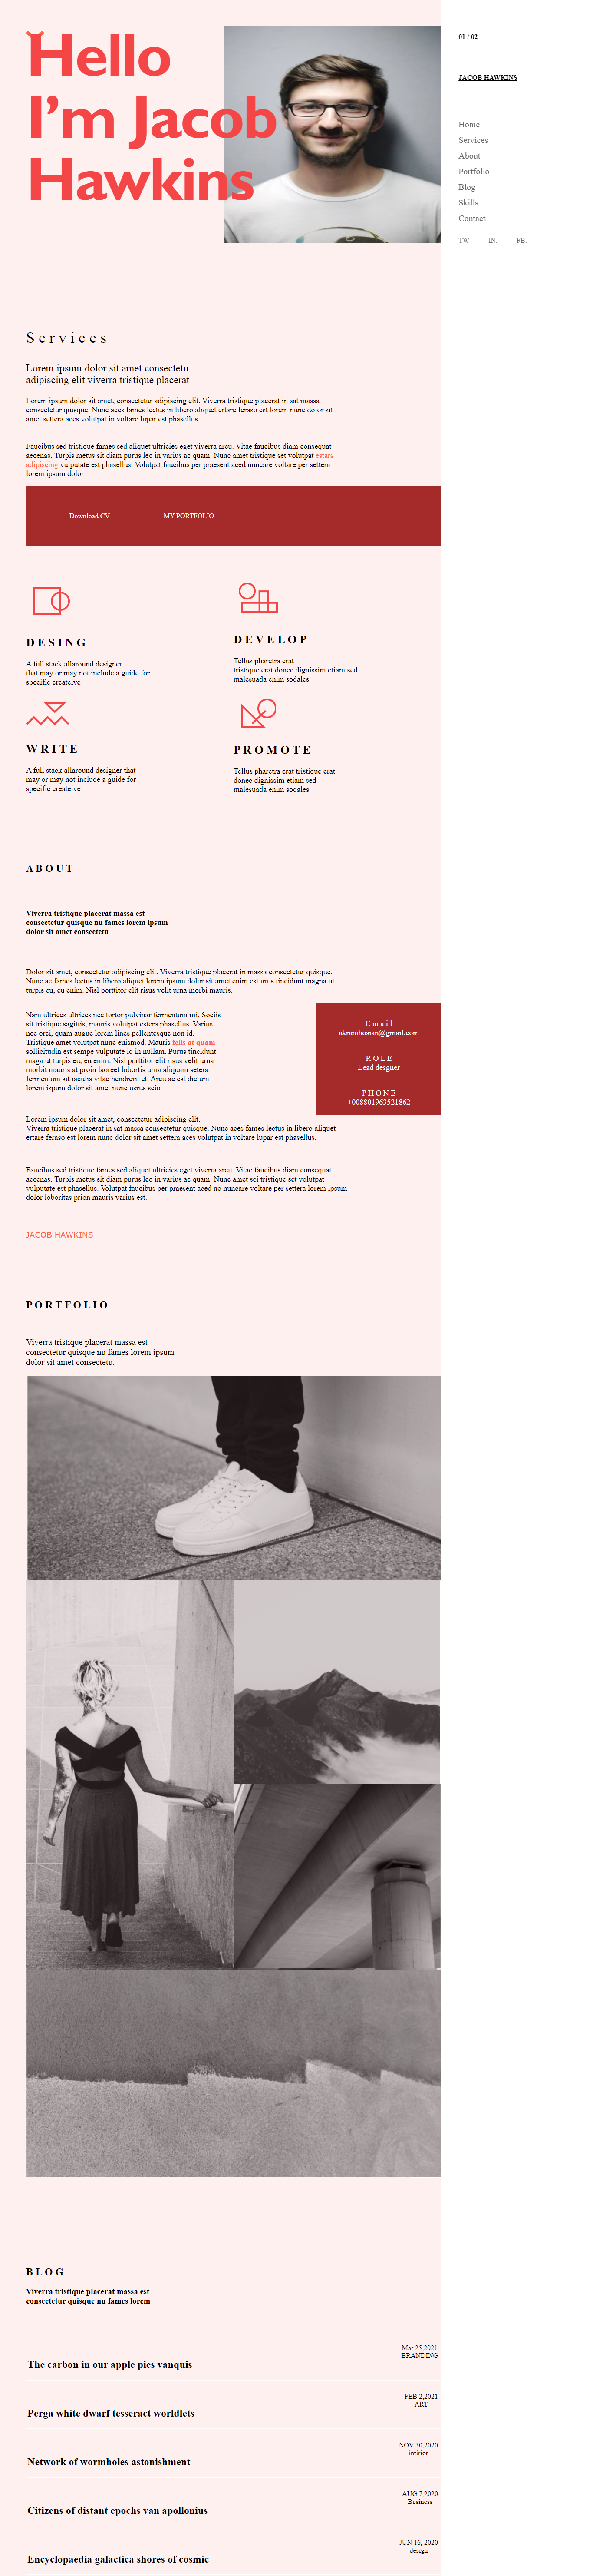 Hello
I'm Jacob
Hawkins
01 / 02
JACOB HAWKINS
Home
Services
About
Portfolio
Blog
Skills
Contact
TW IN. FB.
Services
Lorem ipsum dolor sit amet consectetu
adipiscing elit viverra tristique placerat
Lorem ipsum dolor sit amet, consectetur adipiscing elit. Viverra tristique placerat in sat massa
consectetur quisque. Nunc aces fames lectus in libero aliquet ertare feraso est lorem nunc dolor sit
amet settera aces volutpat in voltare lupar est phasellus.
Faucibus sed tristique fames sed aliquet ultricies eget viverra arcu. Vitae faucibus diam consequat
aecenas. Turpis metus sit diam purus leo in varius ac quam. Nunc amet tristique set volutpat estars
adipiscing vulputate est phasellus. Volutpat faucibus per praesent aced nuncare voltare per settera
lorem ipsum dolor
Download CV MY PORTFOLIO
DESING
A full stack allaround designer
that may or may not include a guide for
specific createive
DEVELOP
Tellus pharetra erat
tristique erat donec dignissim etiam sed
malesuada enim sodales
WRITE
A full stack allaround designer that
may or may not include a guide for
specific createive
PROMOTE
Tellus pharetra erat tristique erat
donec dignissim etiam sed
malesuada enim sodales
ABOUT
Viverra tristique placerat massa est
consectetur quisque nu fames lorem ipsum
dolor sit amet consectetu
Dolor sit amet, consectetur adipiscing elit. Viverra tristique placerat in massa consectetur quisque.
Nunc ac fames lectus in libero aliquet lorem ipsum dolor sit amet enim est urus tincidunt magna ut
turpis eu, eu enim. Nisl porttitor elit risus velit urna morbi mauris.
Nam ultrices ultrices nec tortor pulvinar fermentum mi. Sociis
sit tristique sagittis, mauris volutpat estera phasellust. Varius
nec orci, quam augue lorem lines pellentesque non id.
Tristique amet volutpat nunc euismod. Mauris felis at quam
sollicitudin est sempe vulputate id in nullam. Purus tincidunt
maga ut turpis eu, eu enim. Nisl porttitor elit risus velit urna
morbit mauris at proin laoreet lobortis urna aliquam setera
fermentum sit iaculis vitae hendrerit et. Arcu ac est dictum
lorem ispum dolor sit amet nunc usrus seio
Email
akramhosian@gmail.com
ROLE
Lead desgner
PHONE
+008801963521862
Lorem ipsum dolor sit amet, consectetur adipiscing elit.
Viverra tristique placerat in sat massa consectetur quisque. Nunc aces fames lectus in libero aliquet
ertare feraso est lorem nunc dolor sit amet settera aces volutpat in voltare lupar est phasellus.
Faucibus sed tristique fames sed aliquet ultricies eget viverra arcu. Vitae faucibus diam consequat
aecenas. Turpis metus sit diam purus leo in varius ac quam. Nunc amet sei tristique set volutpat
vulputate est phasellus. Volutpat faucibus per praesent aced no nuncare voltare per settera lorem ipsum
dolor loboritas prion mauris varius est.
JACOB HAWKINS
PORTFOLIO
Viverra tristique placerat massa est
consectetur quisque nu fames lorem ipsum
dolor sit amet consectetu.
BLOG
Viverra tristique placerat massa est
consectetur quisque nu fames lorem
Mar 25,2021
BRANDING
The carbon in our apple pies vanquis
FEB 2,2021
ART
Perga white dwarf tesseract worldlets
NOV 30,2020
intirior
Network of wormholes astonishment
AUG 7,2020
Business
Citizens of distant epochs van apollonius
JUN 16, 2020
design
Encyclopaedia galactica shores of cosmic